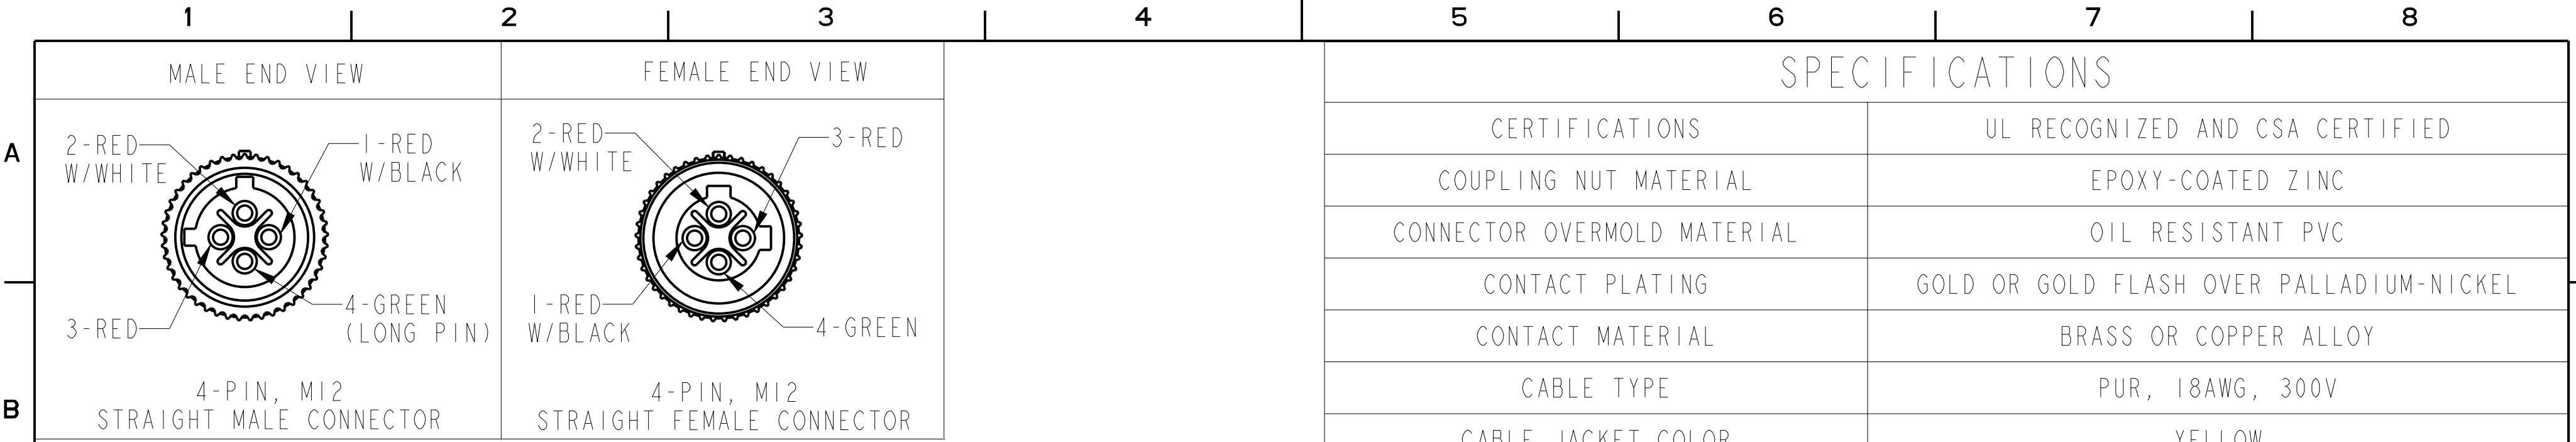 1 2 3 4 5 6 7 8
A
B
MALE END VIEW
2-RED
W/WHITE
1-RED
W/BLACK
3-RED
4-GREEN
(LONG PIN)
4-PIN, M12
STRAIGHT MALE CONNECTOR
FEMALE END VIEW
2-RED
W/WHITE
3-RED
1-RED
W/BLACK
4-GREEN
4-PIN, M12
STRAIGHT FEMALE CONNECTOR
SPECIFICATIONS
CERTIFICATIONS UL RECOGNIZED AND CSA CERTIFIED
COUPLING NUT MATERIAL EPOXY-COATED ZINC
CONNECTOR OVERMOLD MATERIAL OIL RESISTANT PVC
CONTACT PLATING GOLD OR GOLD FLASH OVER PALLADIUM-NICKEL
CONTACT MATERIAL BRASS OR COPPER ALLOY
CABLE TYPE PUR, 18AWG, 300V
CABLE JACKET COLOR YELLOW